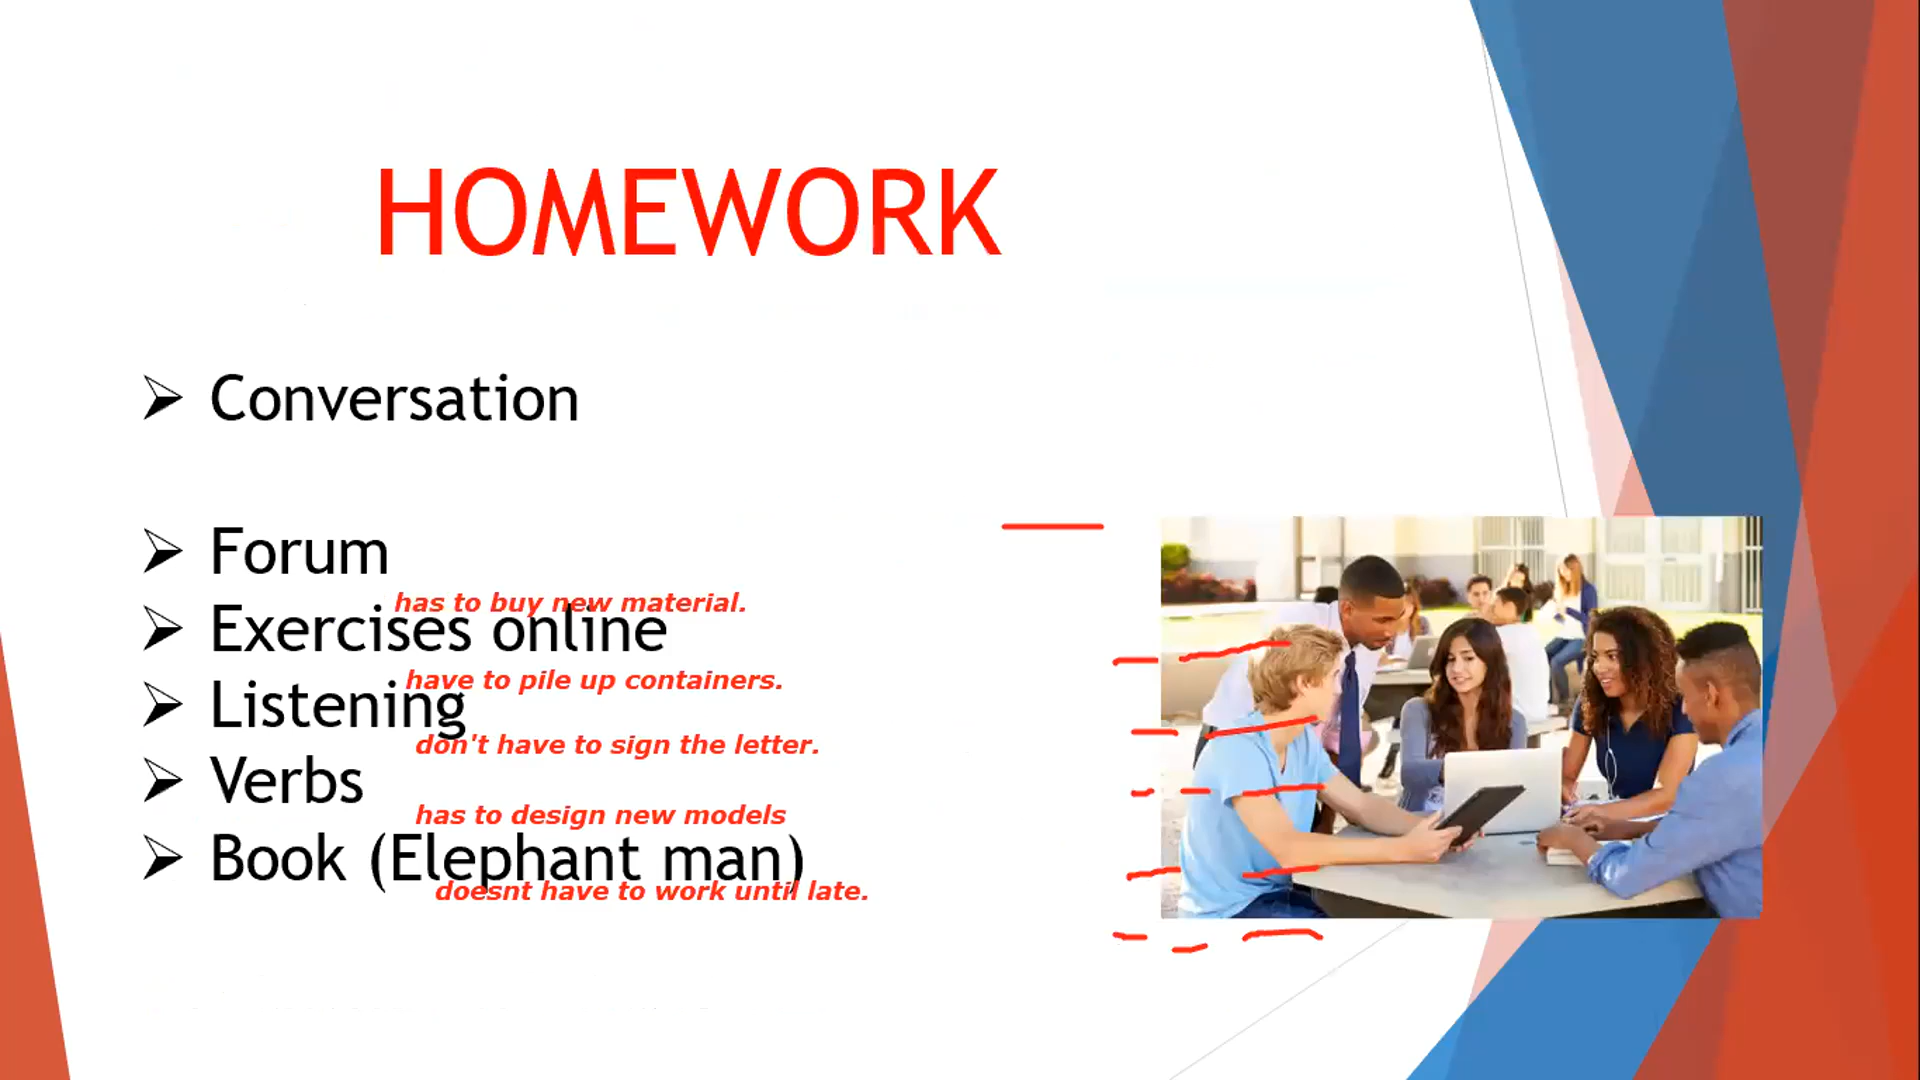 HOMEWORK
Conversation
Forum
has to buy new material.
Exercises online
have to pile up containers.
Listening
don't have to sign the letter.
Verbs
has to design new models
Book (Elephant man)
doesnt have to work until late.